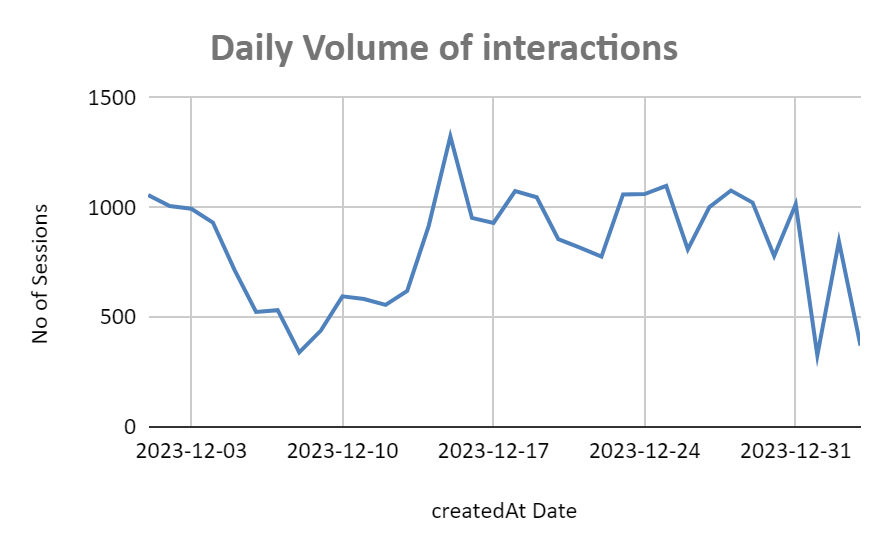 Daily Volume of interactions
1500
1000
500
0
No of Sessions
2023-12-03 2023-12-10 2023-12-17 2023-12-24 2023-12-31
createdAt Date